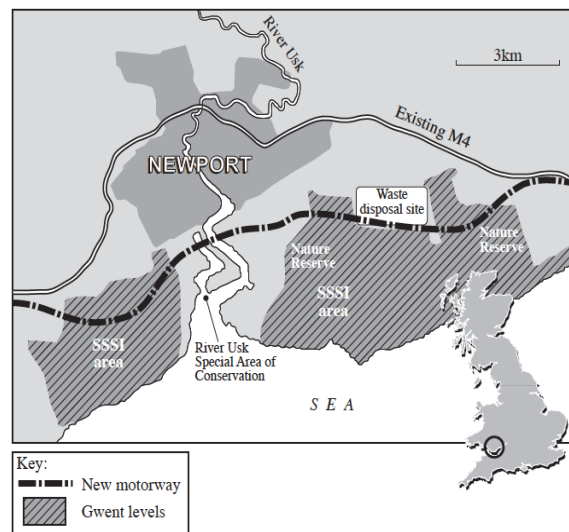 River Usk
3km
Existing M4
NEWPORT
Waste
disposal site
Nature
Reserve
Nature
Reserve
SSSI
area
SSSI
area
River Usk
Special Area of
Conservation
SEA
Key:
New motorway
Gwent levels